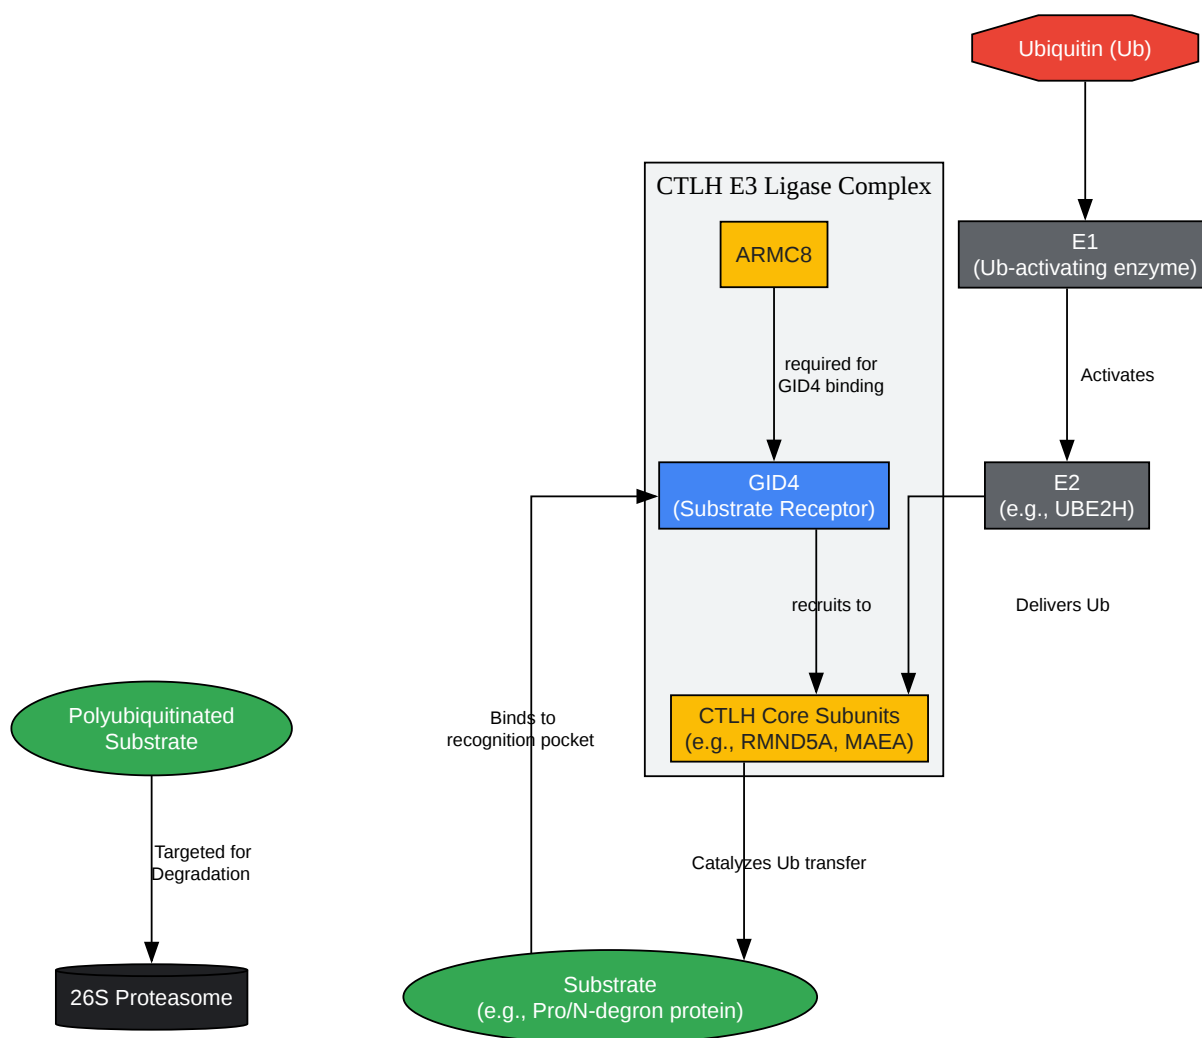 Ubiquitin (Ub)
CTLH E3 Ligase Complex
ARMC8
E1
(Ub-activating enzyme)
required for
GID4 binding
Activates
GID4
(Substrate Receptor)
E2
(e.g., UBE2H)
recruits to
Delivers Ub
Polyubiquitinated
Substrate
Binds to
recognition pocket
CTLH Core Subunits
(e.g., RMND5A, MAEA)
Targeted for
Degradation
Catalyzes Ub transfer
26S Proteasome
Substrate
(e.g., Pro/N-degron protein)